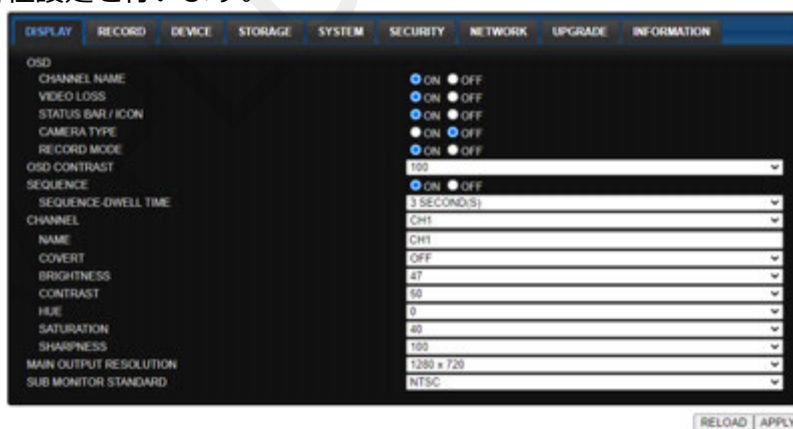 DISPLAY RECORD DEVICE STORAGE SYSTEM SECURITY NETWORK UPGRADE INFORMATION
OSD
CHANNEL NAME ON OFF
VIDEO LOSS ON OFF
STATUS BAR / ICON ON OFF
CAMERA TYPE ON OFF
RECORD MODE ON OFF
OSD CONTRAST 100
SEQUENCE ON OFF
SEQUENCE-DWELL TIME 3 SECOND(S)
CHANNEL CH1
NAME CH1
COVERT OFF
BRIGHTNESS 47
CONTRAST 50
HUE 0
SATURATION 40
SHARPNESS 100
MAIN OUTPUT RESOLUTION 1280 x 720
SUB MONITOR STANDARD NTSC
RELOAD APPLY